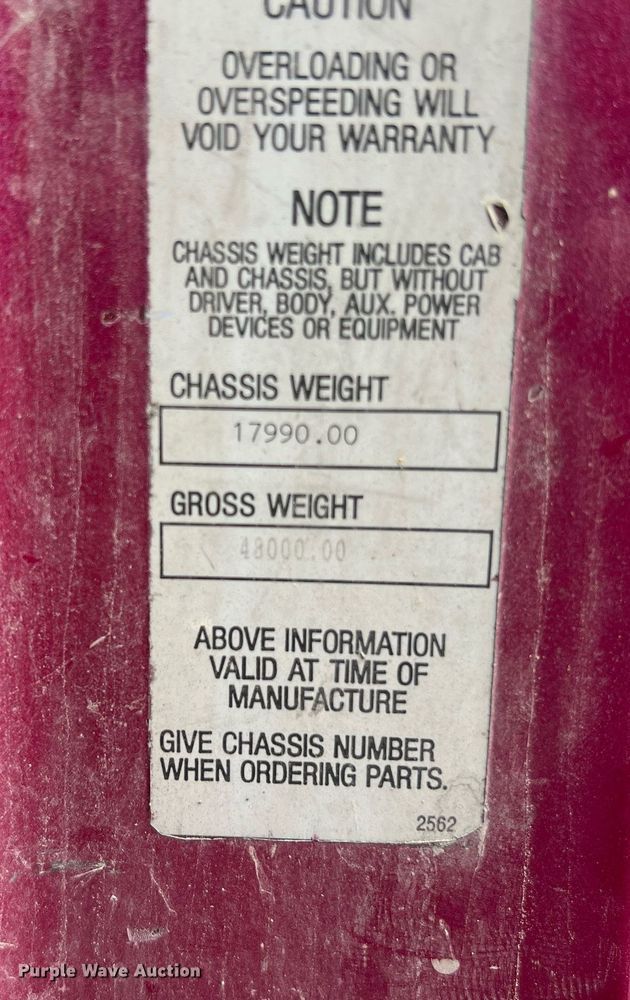 CAUTION
OVERLOADING OR
OVERSPEEDING WILL
VOID YOUR WARRANTY
NOTE
CHASSIS WEIGHT INCLUDES CAB
AND CHASSIS, BUT WITHOUT
DRIVER, BODY, AUX. POWER
DEVICES OR EQUIPMENT
CHASSIS WEIGHT
17990.00
GROSS WEIGHT
48000.00
ABOVE INFORMATION
VALID AT TIME OF
MANUFACTURE
GIVE CHASSIS NUMBER
WHEN ORDERING PARTS.
2562
Purple Wave Auction